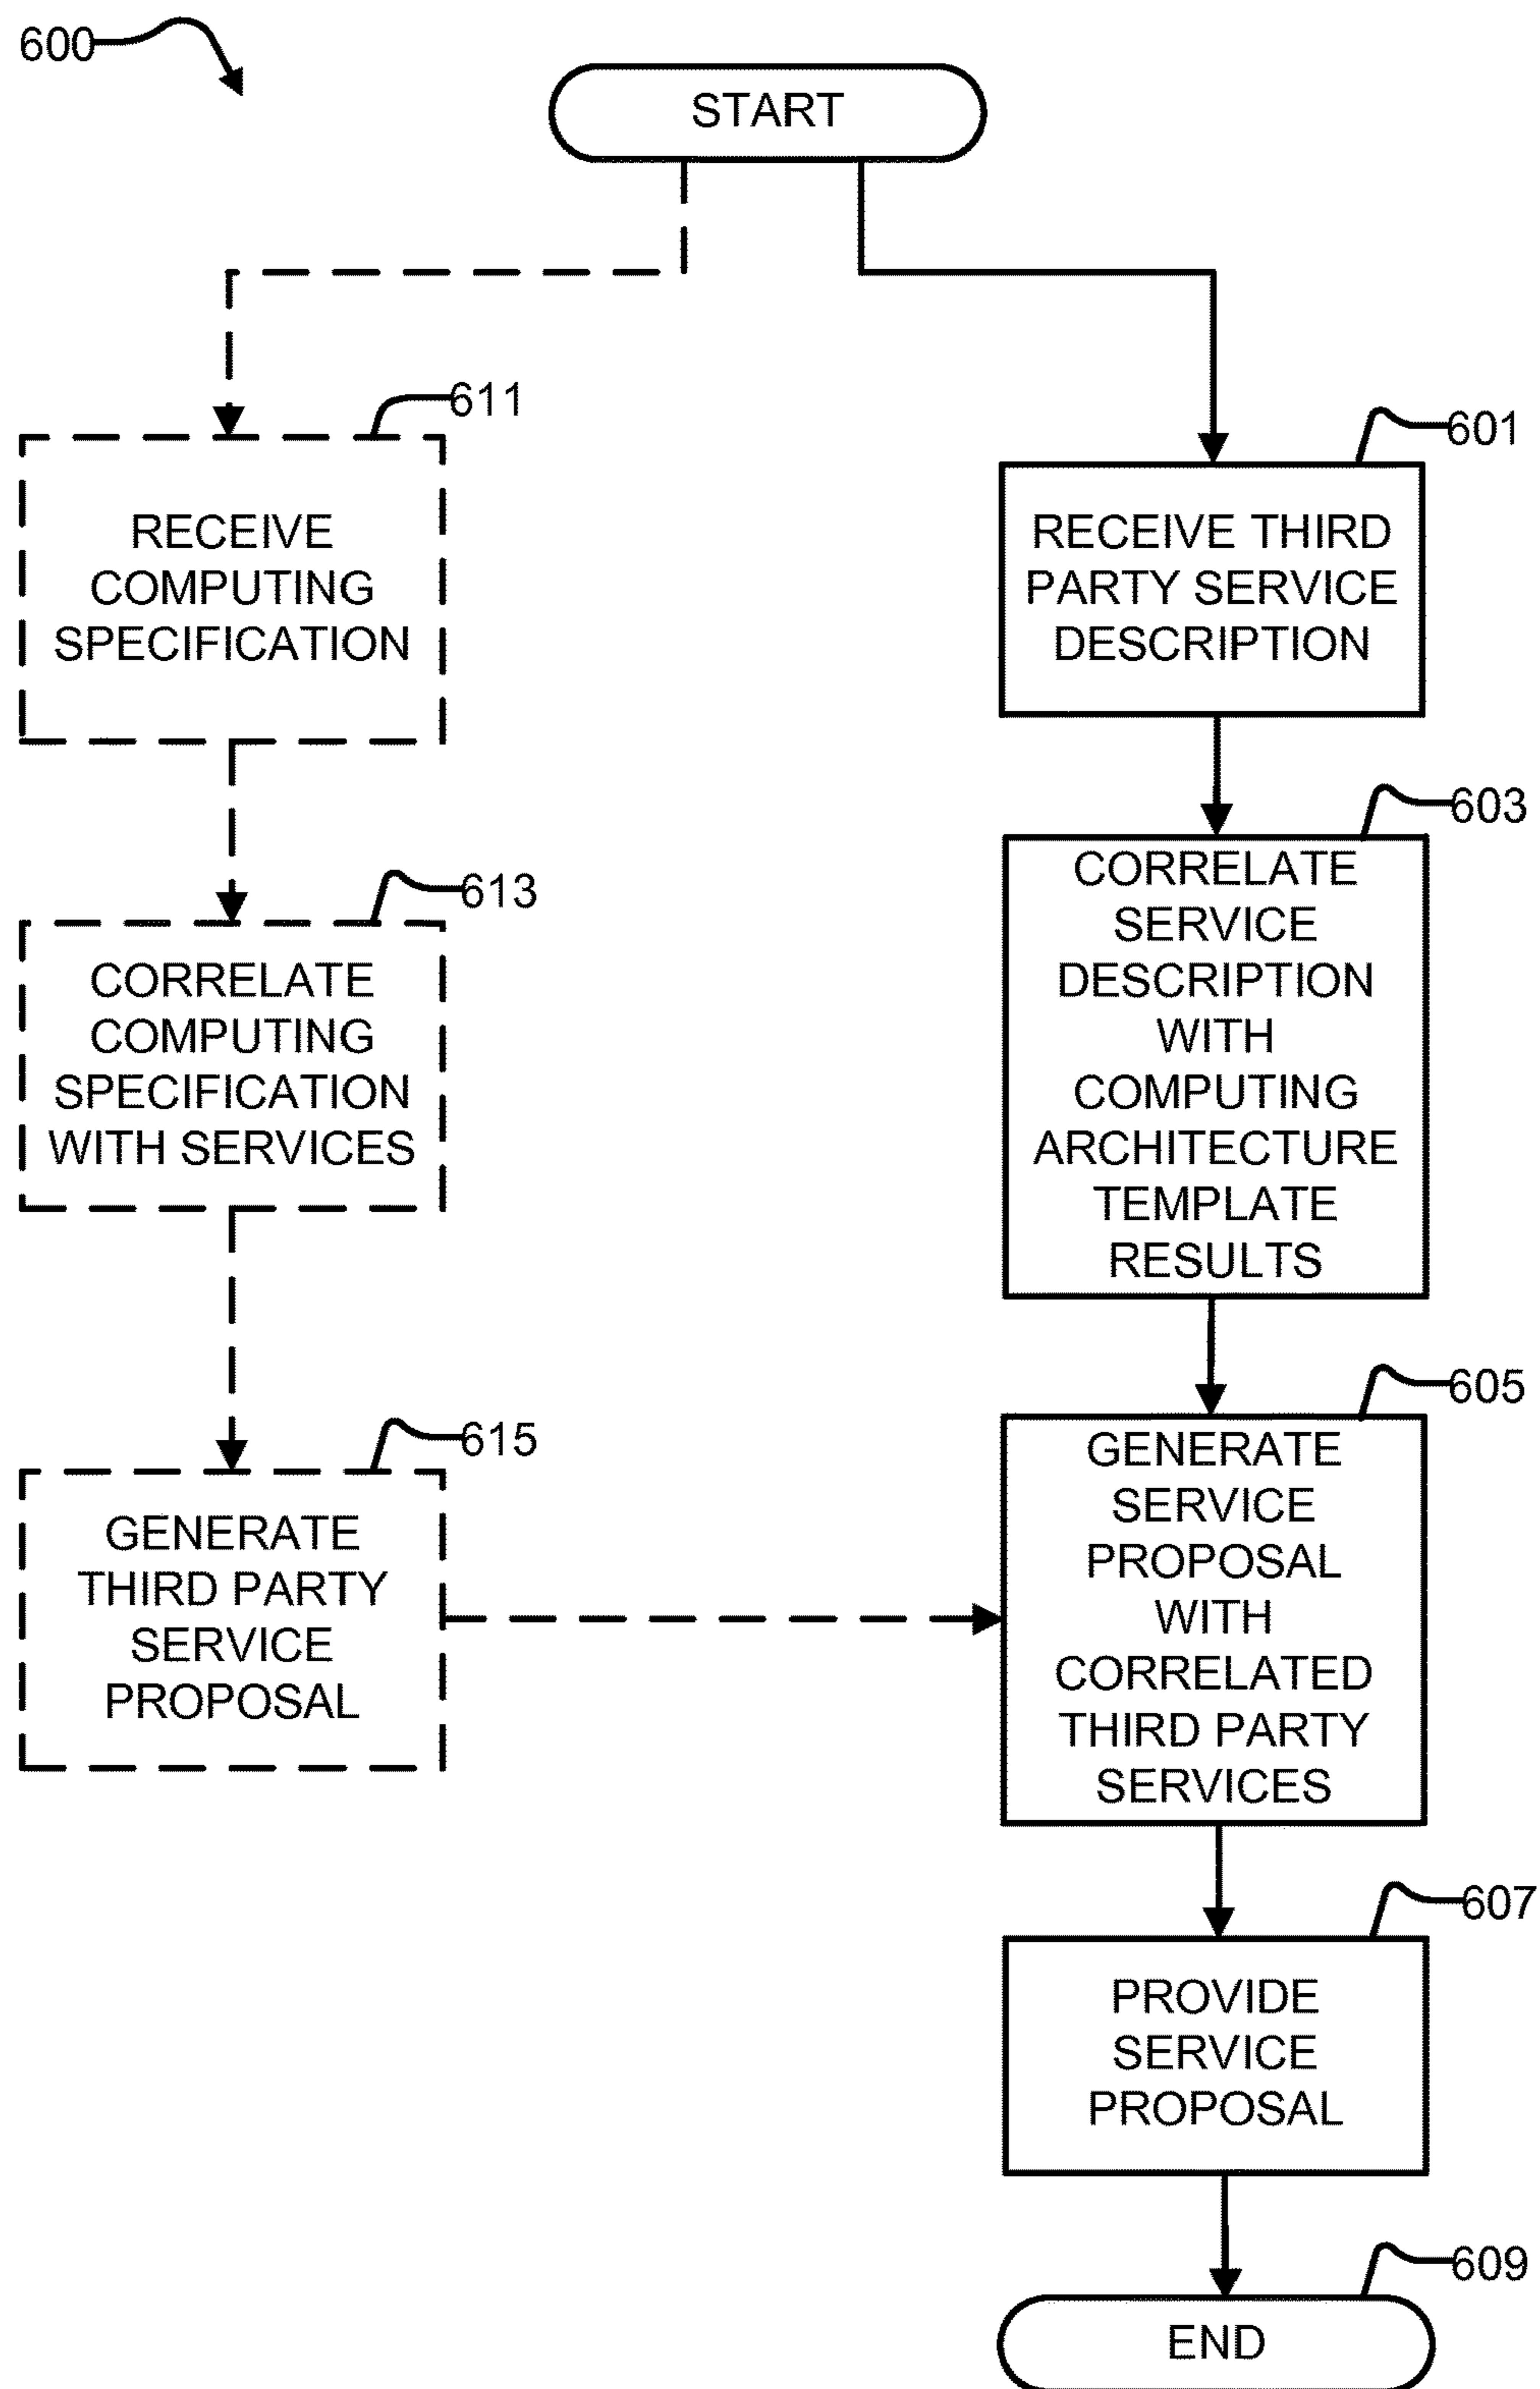 600
START
611
RECEIVE
COMPUTING
SPECIFICATION
613
CORRELATE
COMPUTING
SPECIFICATION
WITH SERVICES
615
GENERATE
THIRD PARTY
SERVICE
PROPOSAL
601
RECEIVE THIRD
PARTY SERVICE
DESCRIPTION
603
CORRELATE
SERVICE
DESCRIPTION
WITH
COMPUTING
ARCHITECTURE
TEMPLATE
RESULTS
605
GENERATE
SERVICE
PROPOSAL
WITH
CORRELATED
THIRD PARTY
SERVICES
607
PROVIDE
SERVICE
PROPOSAL
609
END